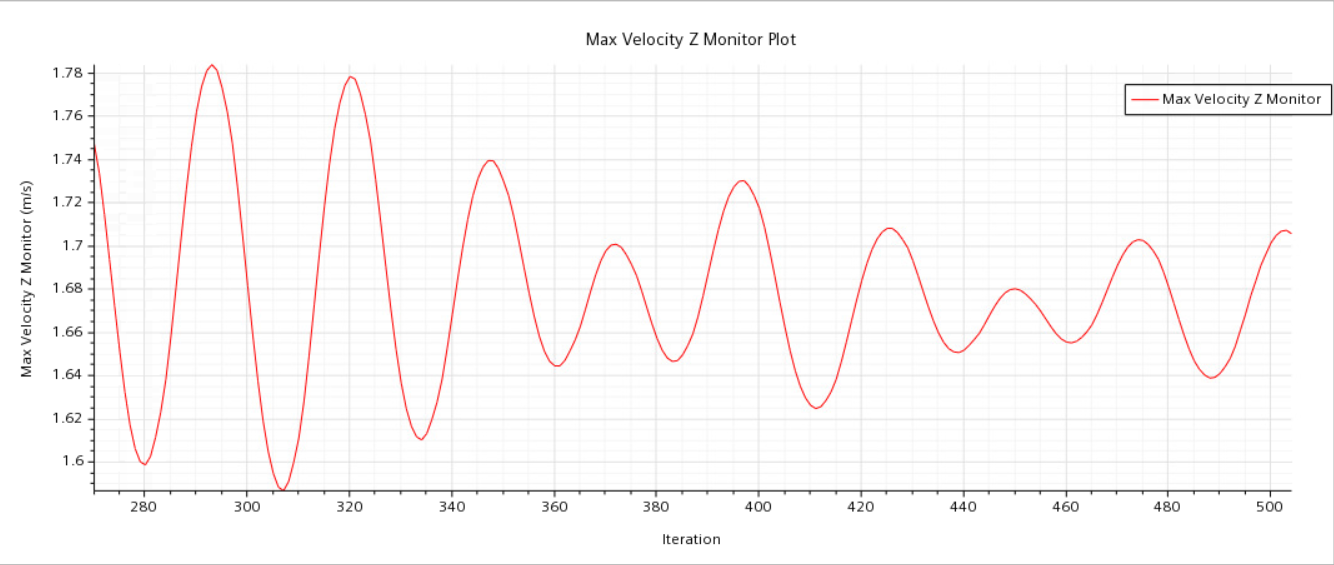 Max Velocity Z Monitor Plot
Max Velocity Z Monitor
Max Velocity Z Monitor (m/s)
1.78
1.76
1.74
1.72
1.7
1.68
1.66
1.64
1.62
1.6
280 300 320 340 360 380 400 420 440 460 480 500
Iteration